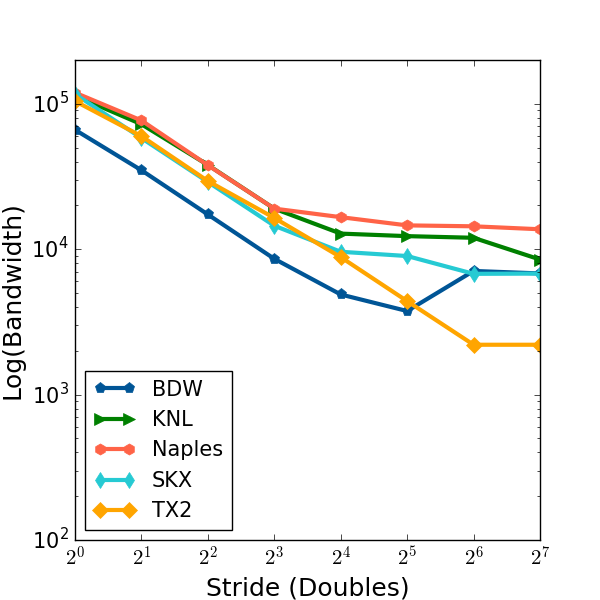 Log(Bandwidth)
10^5
10^4
10^3
10^2
BDW
KNL
Naples
SKX
TX2
2^0 2^1 2^2 2^3 2^4 2^5 2^6 2^7
Stride (Doubles)